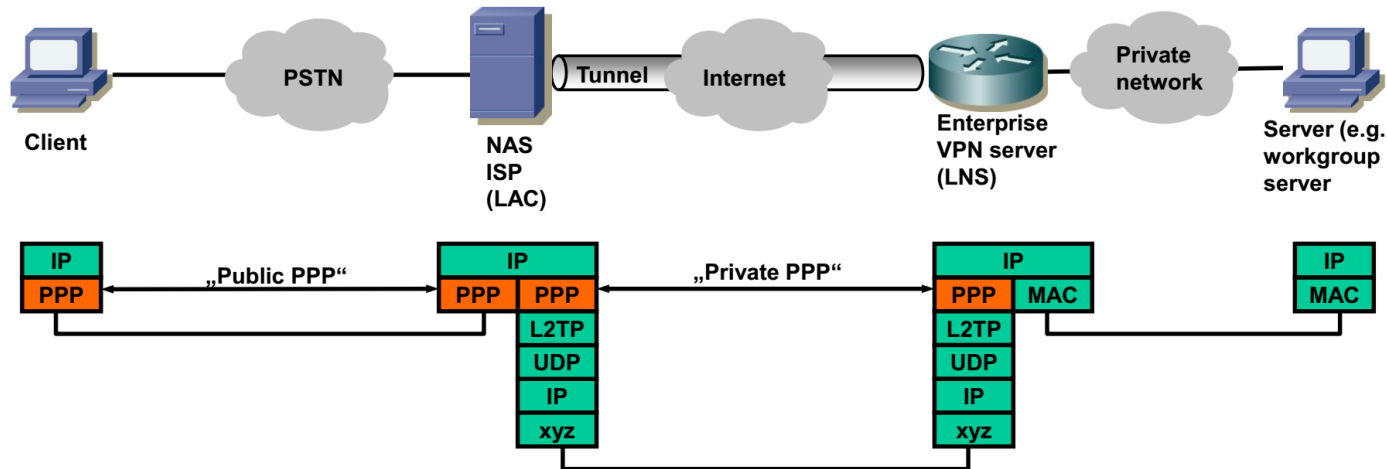 PSTN
Tunnel
Internet
Private
network
Client
NAS
ISP
(LAC)
Enterprise
VPN server
(LNS)
Server (e.g.
workgroup
server
IP
PPP
„Public PPP“
IP
PPP
PPP
L2TP
UDP
IP
xyz
„Private PPP“
IP
PPP
MAC
L2TP
UDP
IP
xyz
IP
MAC